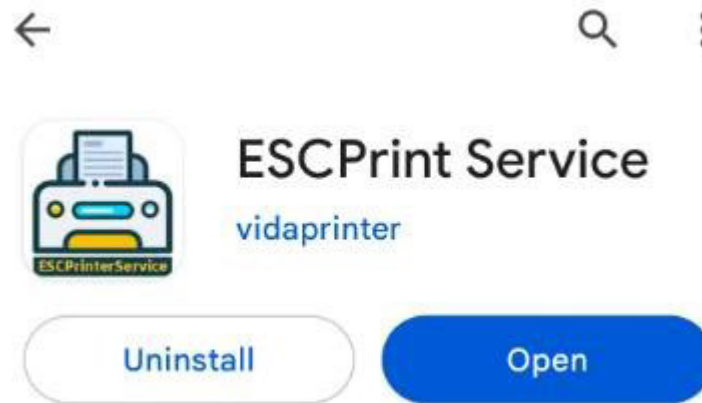 ESCPrint Service
vidaprinter
ESCPrinterService
Uninstall
Open